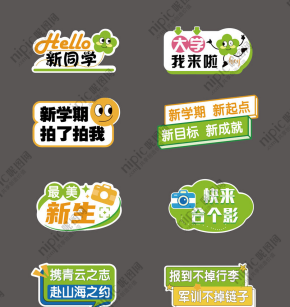 Hello
新同学
大学
我来啦
新学期
拍了拍我
新学期 新起点
新目标 新成就
最美
新生
快来
合个影
携青云之志
赴山海之约
报到不掉行李
军训不掉链子